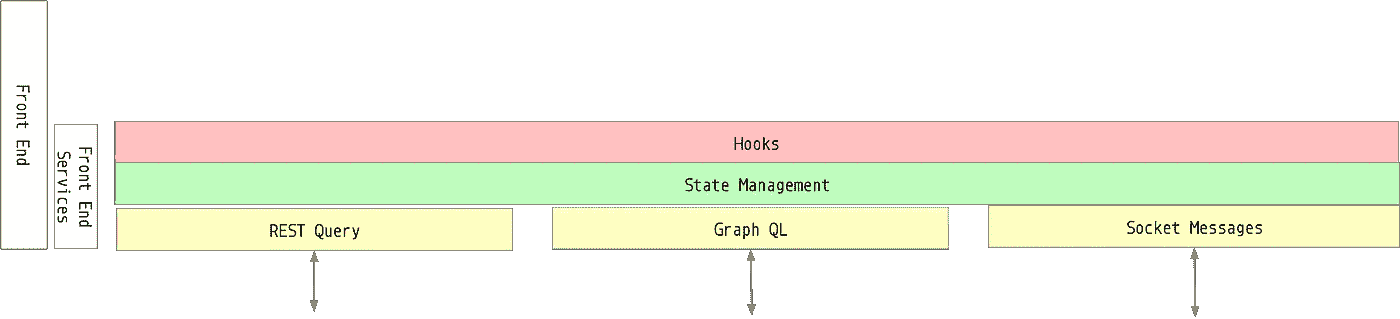 Front End
Front End
Services
Hooks
State Management
REST Query
Graph QL
Socket Messages